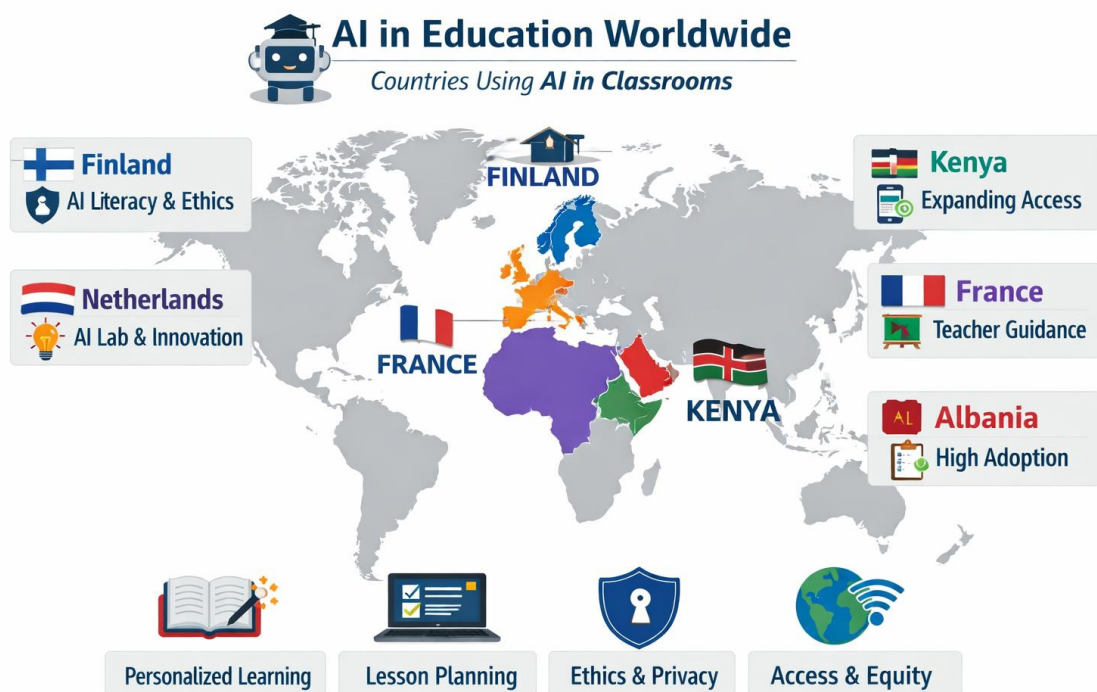 AI in Education Worldwide
Countries Using AI in Classrooms
Finland
AI Literacy & Ethics
Netherlands
AI Lab & Innovation
FINLAND
FRANCE
KENYA
Kenya
Expanding Access
France
Teacher Guidance
AL
Albania
High Adoption
Personalized Learning
Lesson Planning
Ethics & Privacy
Access & Equity